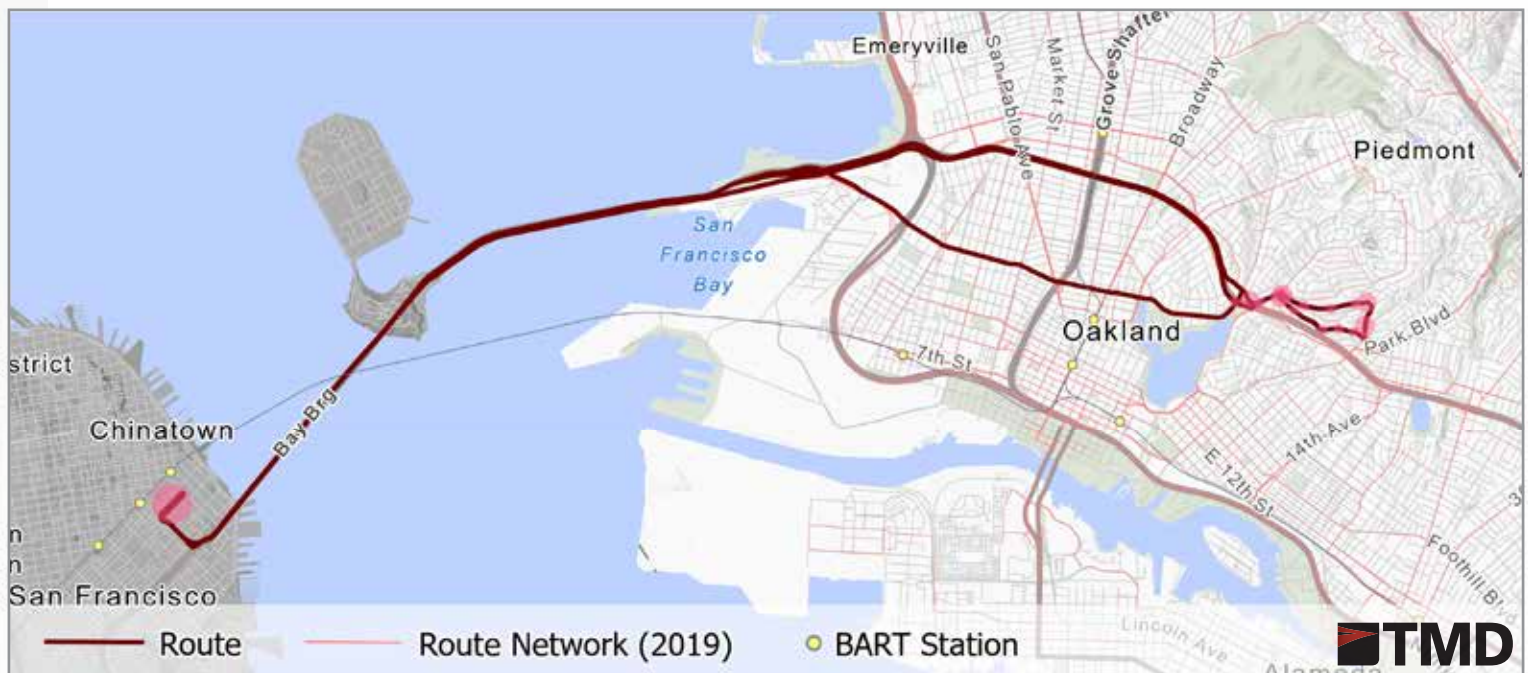 Emeryville
San Pablo Ave
Market St
Grove Shafter
Broadway
Piedmont
San
Francisco
Bay
Oakland
Park Blvd
7th St
strict
Chinatown
Bay Brg
14th Ave
E 12th St
n
n
Foothill
San Francisco
Lincoln Ave
Alameda
Route
Route Network (2019)
BART Station
TMD